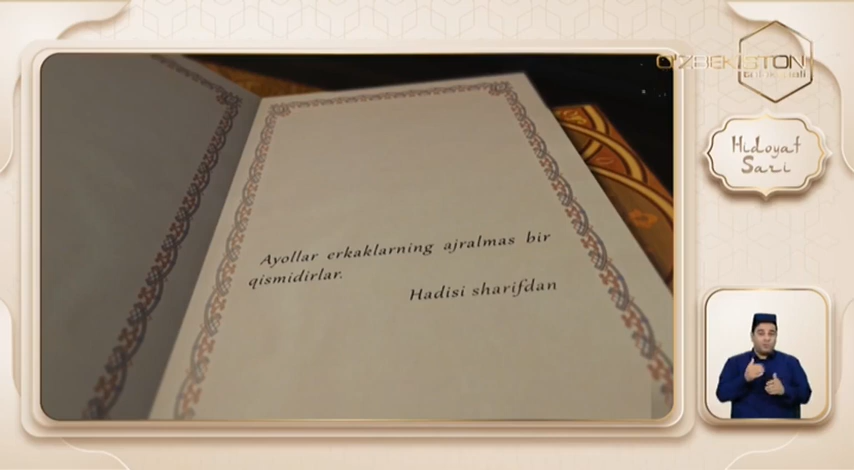 O'ZBEKISTON
Hidoyat
Sari
Ayollar erkaklarning ajralmas bir
qismidirlar.
Hadisi sharifdan